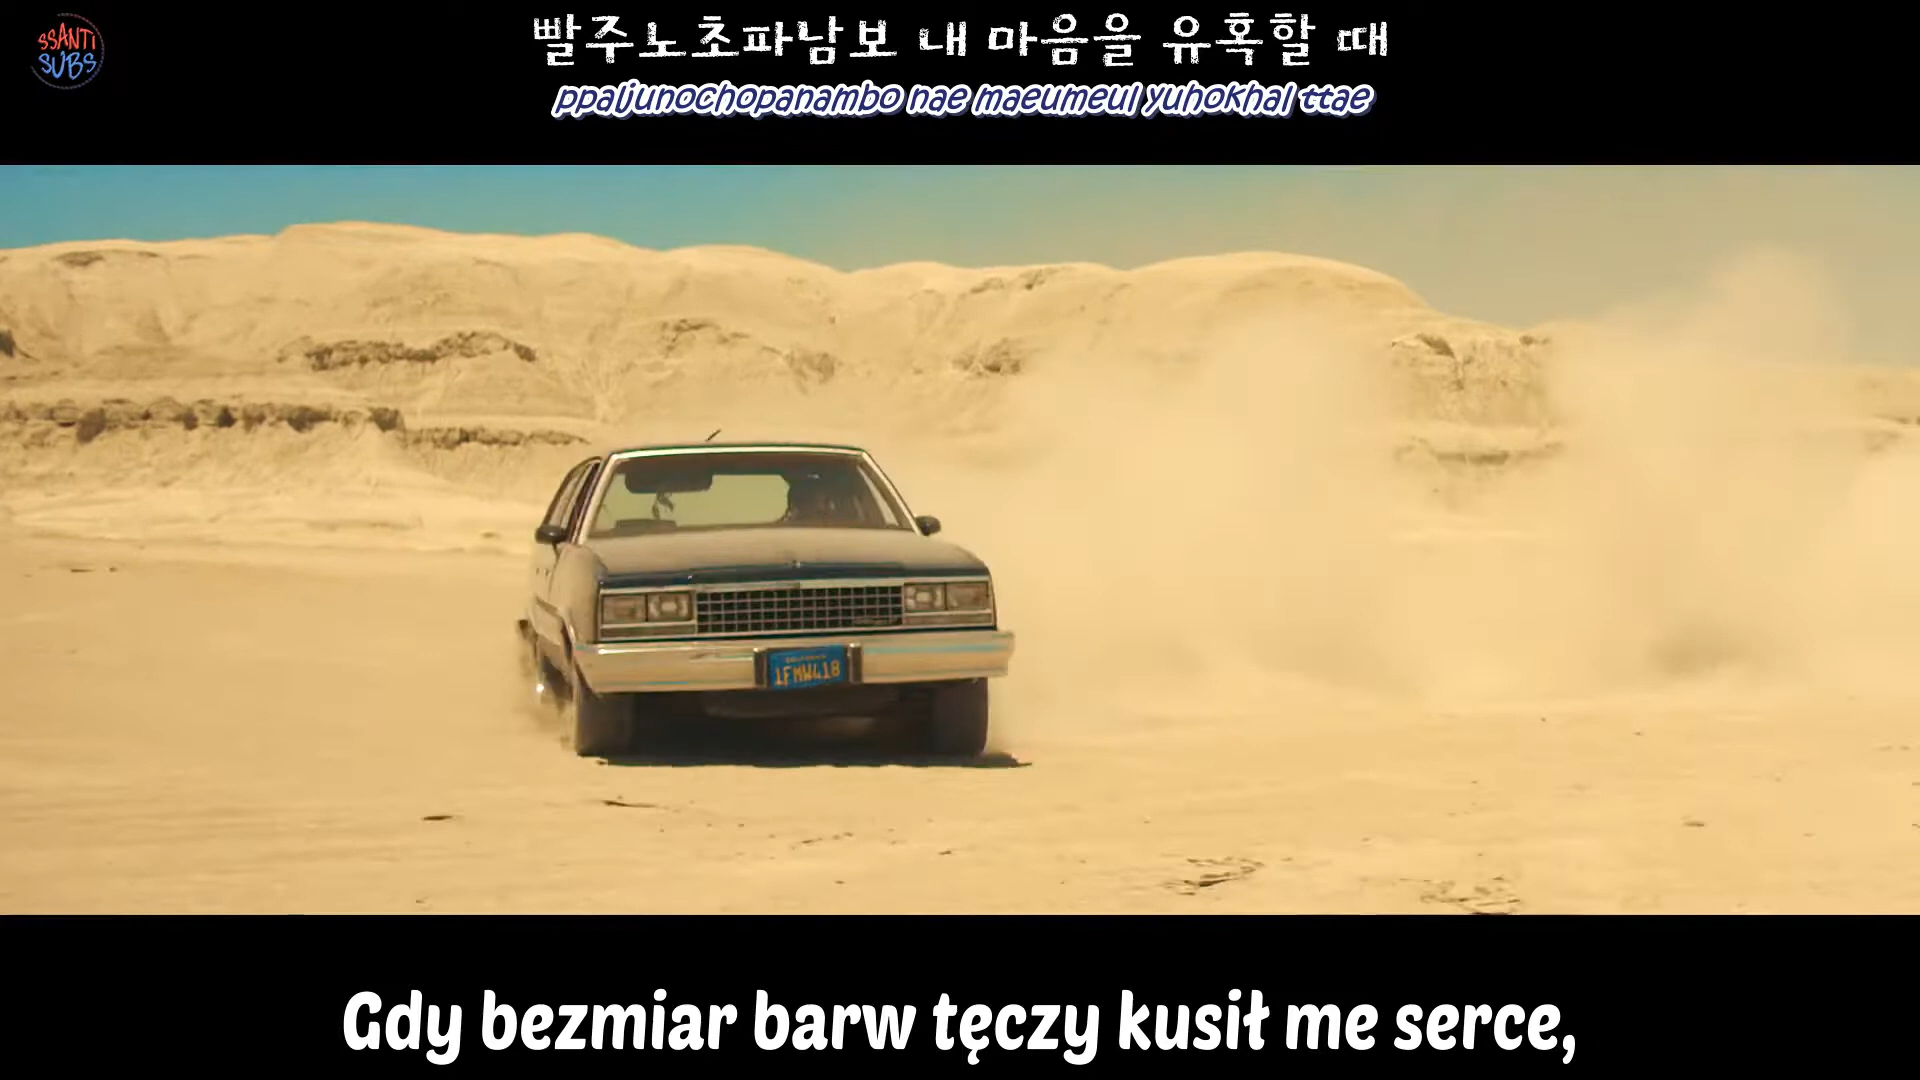 SSANTI
SUBS
빨주노초파남보 내 마음을 유혹할 때
ppaljunochopanambo nae maeumeul yuhokhal ttae
1FMW418
Gdy bezmiar barw tęczy kusił me serce,